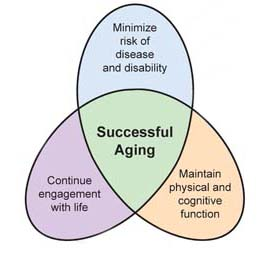 Minimize
risk of
disease
and disability
Successful
Aging
Continue
engagement
with life
Maintain
physical and
cognitive
function